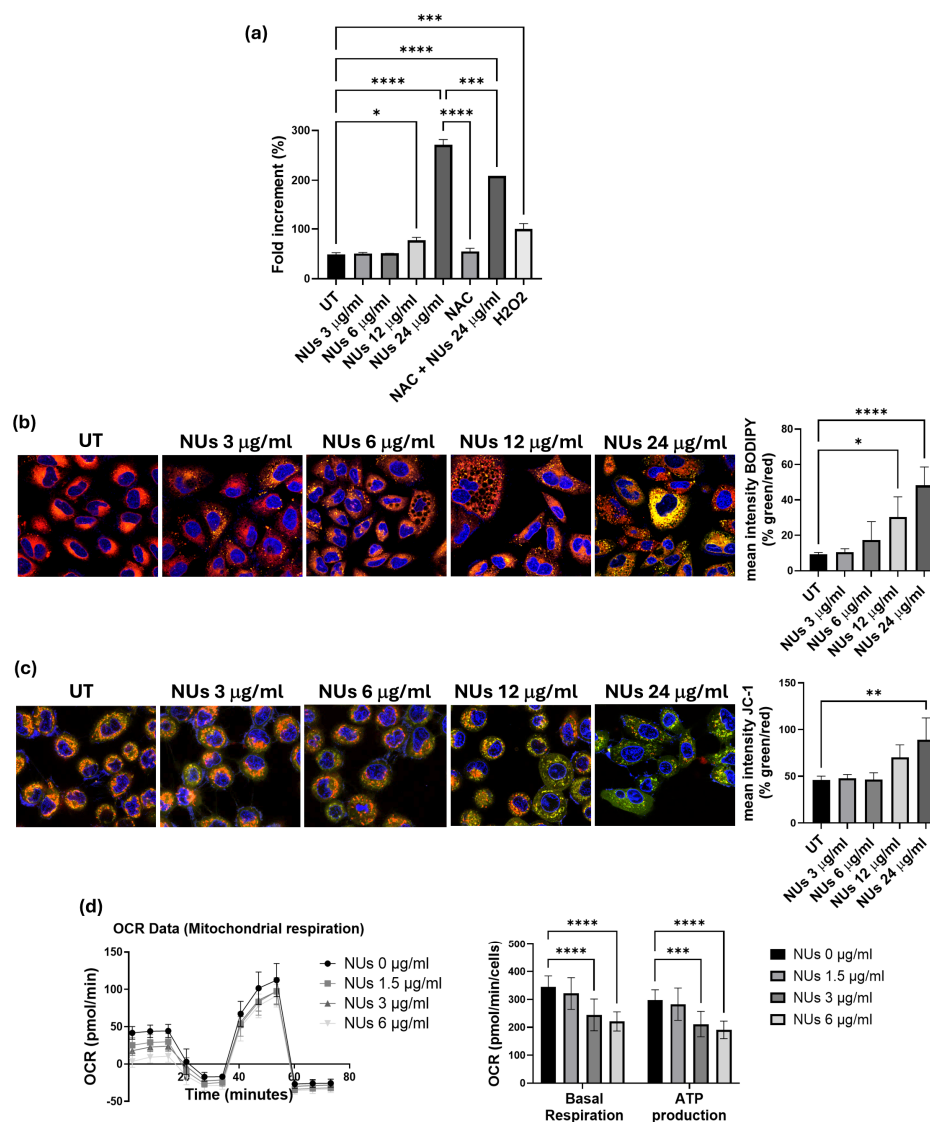 (a)
***
****
**** ***
* ****
Fold increment (%)
300
200
100
0
UT
NUs 3 μg/ml
NUs 6 μg/ml
NUs 12 μg/ml
NUs 24 μg/ml
NAC
NAC + NUs 24 μg/ml
H2O2
(b)
UT NUs 3 μg/ml NUs 6 μg/ml NUs 12 μg/ml NUs 24 μg/ml
mean intensity BODIPY
(% green/red)
****
*
80
60
40
20
0
UT
NUs 3 μg/ml
NUs 6 μg/ml
NUs 12 μg/ml
NUs 24 μg/ml
(c)
UT NUs 3 μg/ml NUs 6 μg/ml NUs 12 μg/ml NUs 24 μg/ml
mean intensity JC-1
(% green/red)
**
150
100
50
0
UT
NUs 3 μg/ml
NUs 6 μg/ml
NUs 12 μg/ml
NUs 24 μg/ml
(d)
OCR Data (Mitochondrial respiration)
OCR (pmol/min)
150
100
50
0
-50
20 40 60 80
Time (minutes)
NUs 0 μg/ml
NUs 1.5 μg/ml
NUs 3 μg/ml
NUs 6 μg/ml
OCR (pmol/min/cells)
400
300
200
100
0
**** ****
**** ***
Basal
Respiration
ATP
production
NUs 0 μg/ml
NUs 1.5 μg/ml
NUs 3 μg/ml
NUs 6 μg/ml